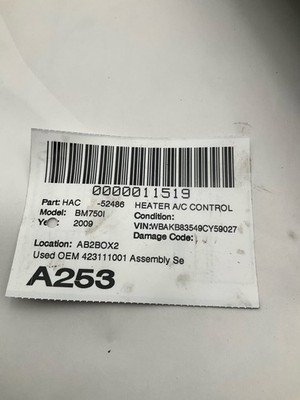 0000011519
Part: HAC -52486 HEATER A/C CONTROL
Model: BM750I Condition:
2009 VIN:WBAKB83549CY59027
Damage Code:
Location: AB2BOX2
Used OEM 423111001 Assembly Se
A253